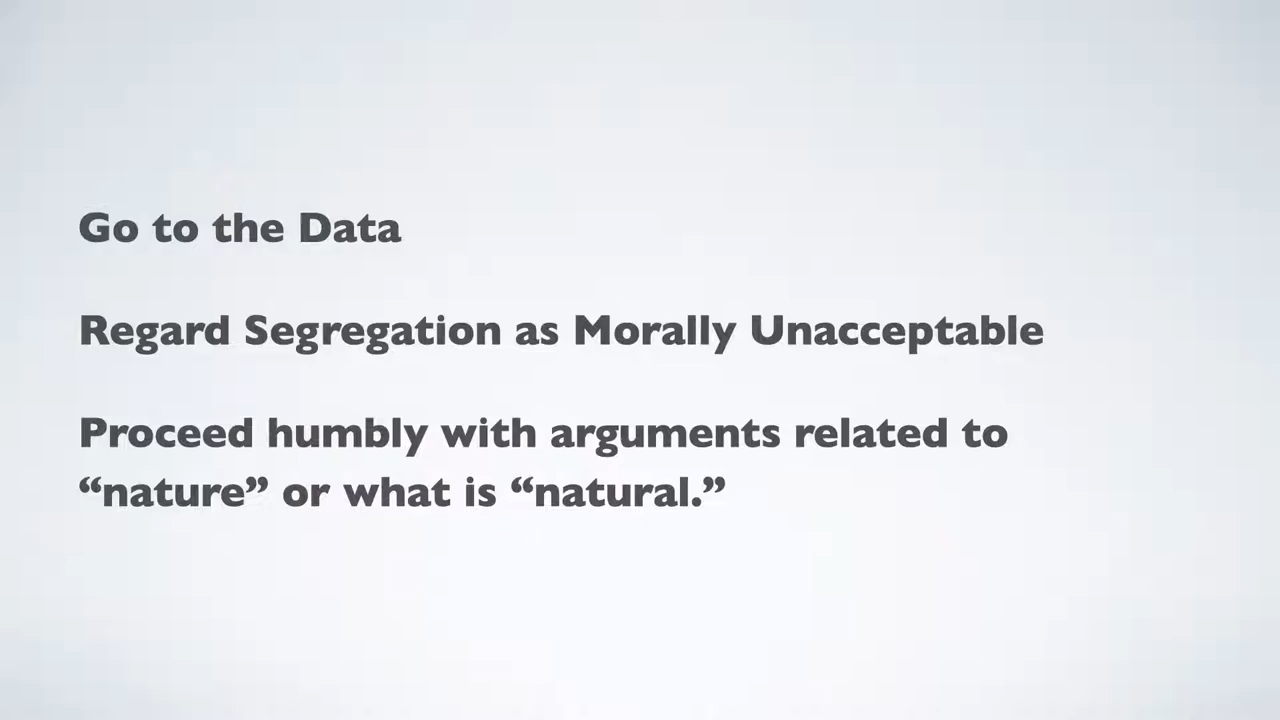 Go to the Data
Regard Segregation as Morally Unacceptable
Proceed humbly with arguments related to
“nature” or what is “natural.”